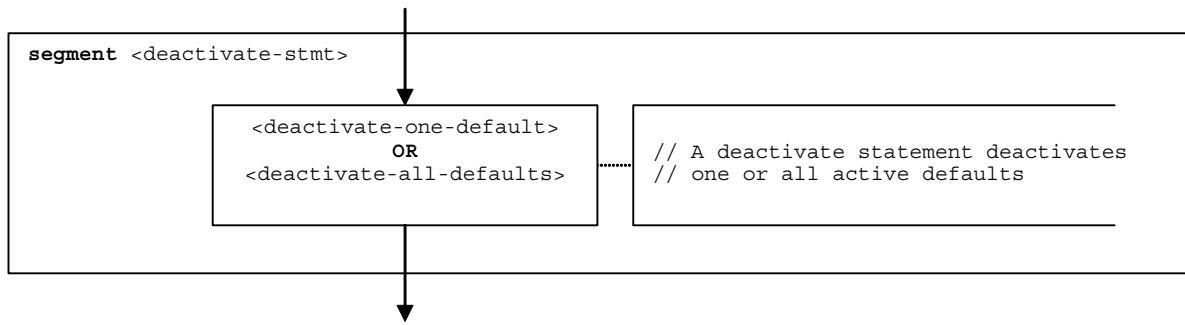 segment <deactivate-stmt>
<deactivate-one-default>
OR
<deactivate-all-defaults>
// A deactivate statement deactivates
// one or all active defaults